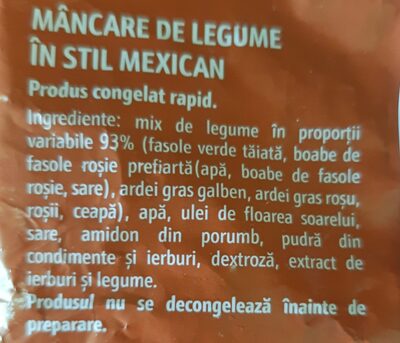 MÂNCARE DE LEGUME
ÎN STIL MEXICAN
Produs congelat rapid.
Ingrediente: mix de legume în proporții
variabile 93% (fasole verde tăiată, boabe de
fasole roșie prefiartă(apă, boabe de fasole
roșie, sare), ardei gras galben, ardei gras roșu,
roșii, ceapă), apă, ulei de floarea soarelui,
sare, amidon din porumb, pudră din
condimente și ierburi, dextroză, extract de
ierburi și legume.
Produsul nu se decongelează înainte de
preparare.